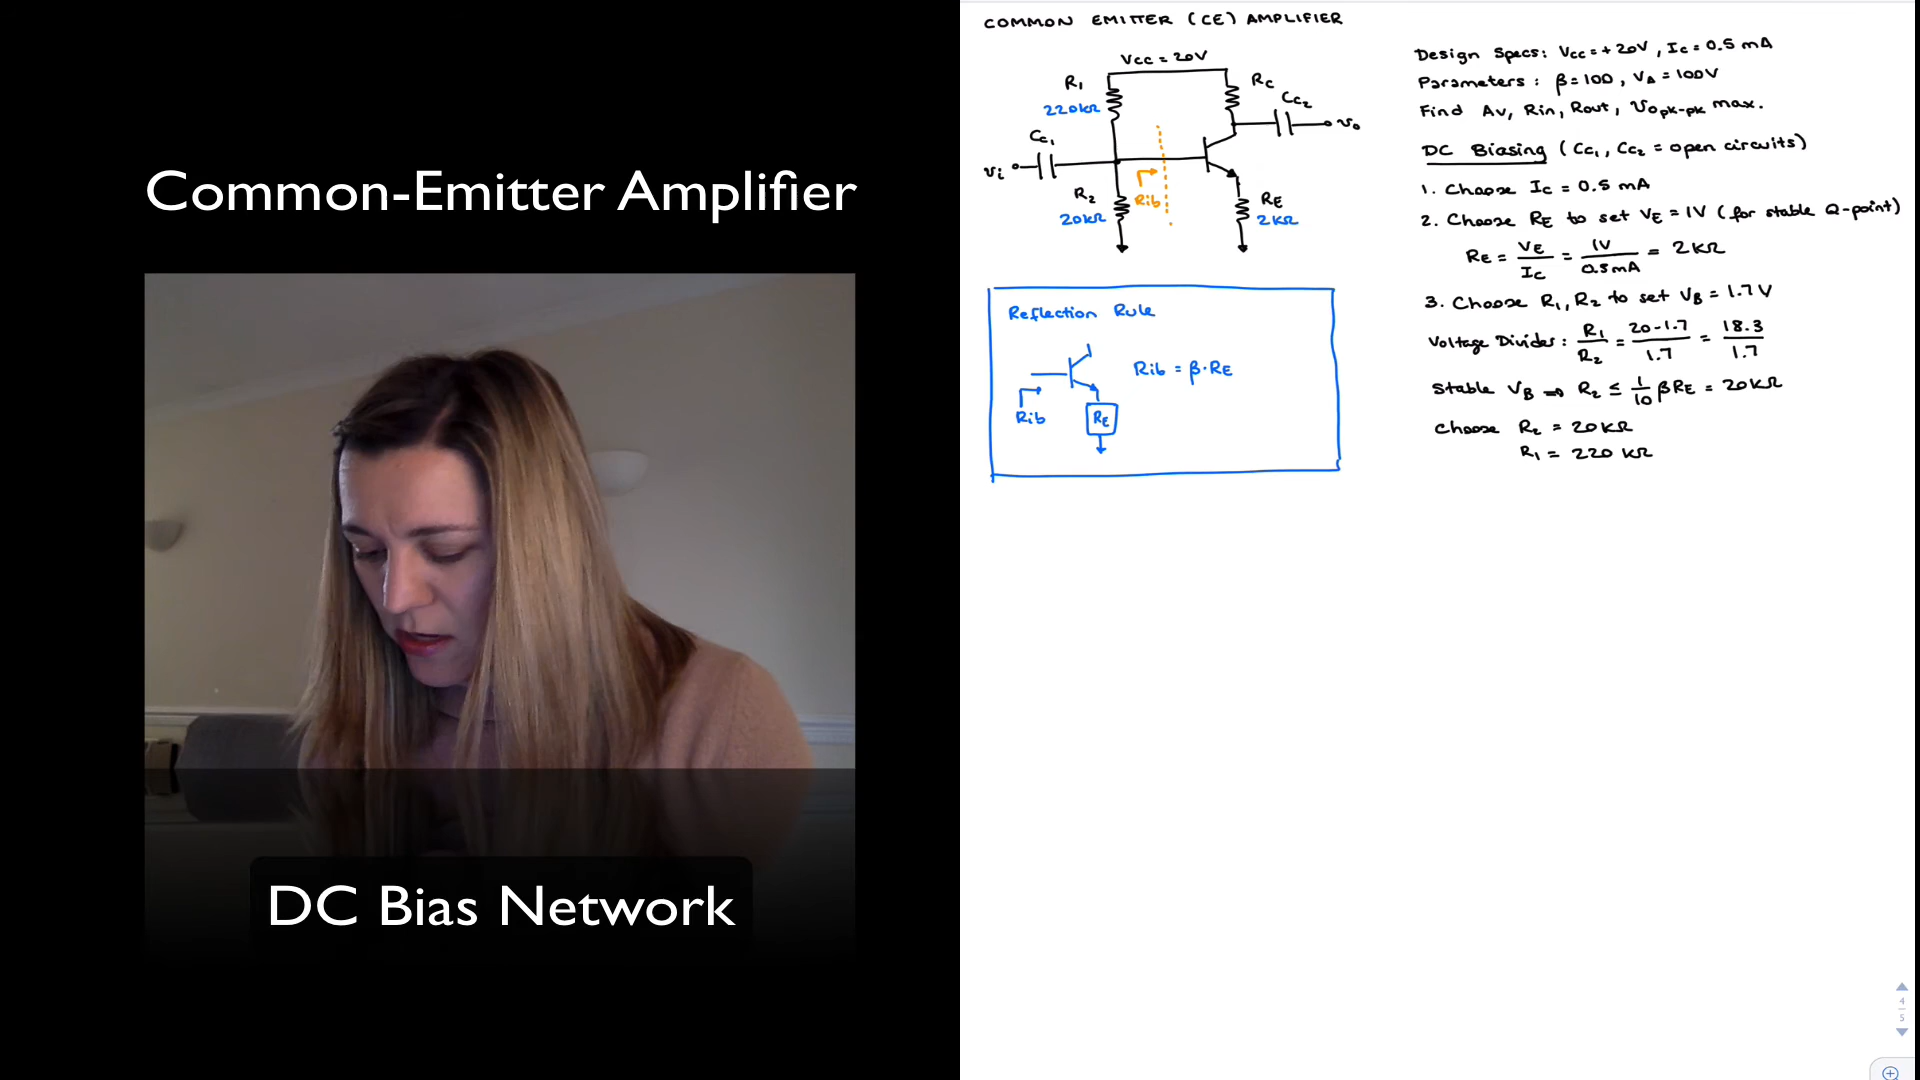 Common-Emitter Amplifier
DC Bias Network
COMMON EMITTER (CE) AMPLIFIER
Vcc = 20V
R1
220kΩ
Rc
Cc2
vo
Cc1
vi
R2
20kΩ
Rib
RE
2kΩ
Reflection Rule
Rib = β·RE
Rib
RE
Design Specs: Vcc = +20V, Ic = 0.5 mA
Parameters: β = 100, VA = 100V
Find Av, Rin, Rout, Vopk-pk max.
DC Biasing (Cc1, Cc2 = open circuits)
1. Choose Ic = 0.5 mA
2. Choose RE to set VE = 1V (for stable Q-point)
RE = VE/Ic = 1V/0.5mA = 2kΩ
3. Choose R1, R2 to set VB = 1.7V
Voltage Divider: R1/R2 = 20-1.7/1.7 = 18.3/1.7
Stable VB ⇒ R2 ≤ 1/10 βRE = 20kΩ
Choose R2 = 20kΩ
R1 = 220 kΩ
4
5